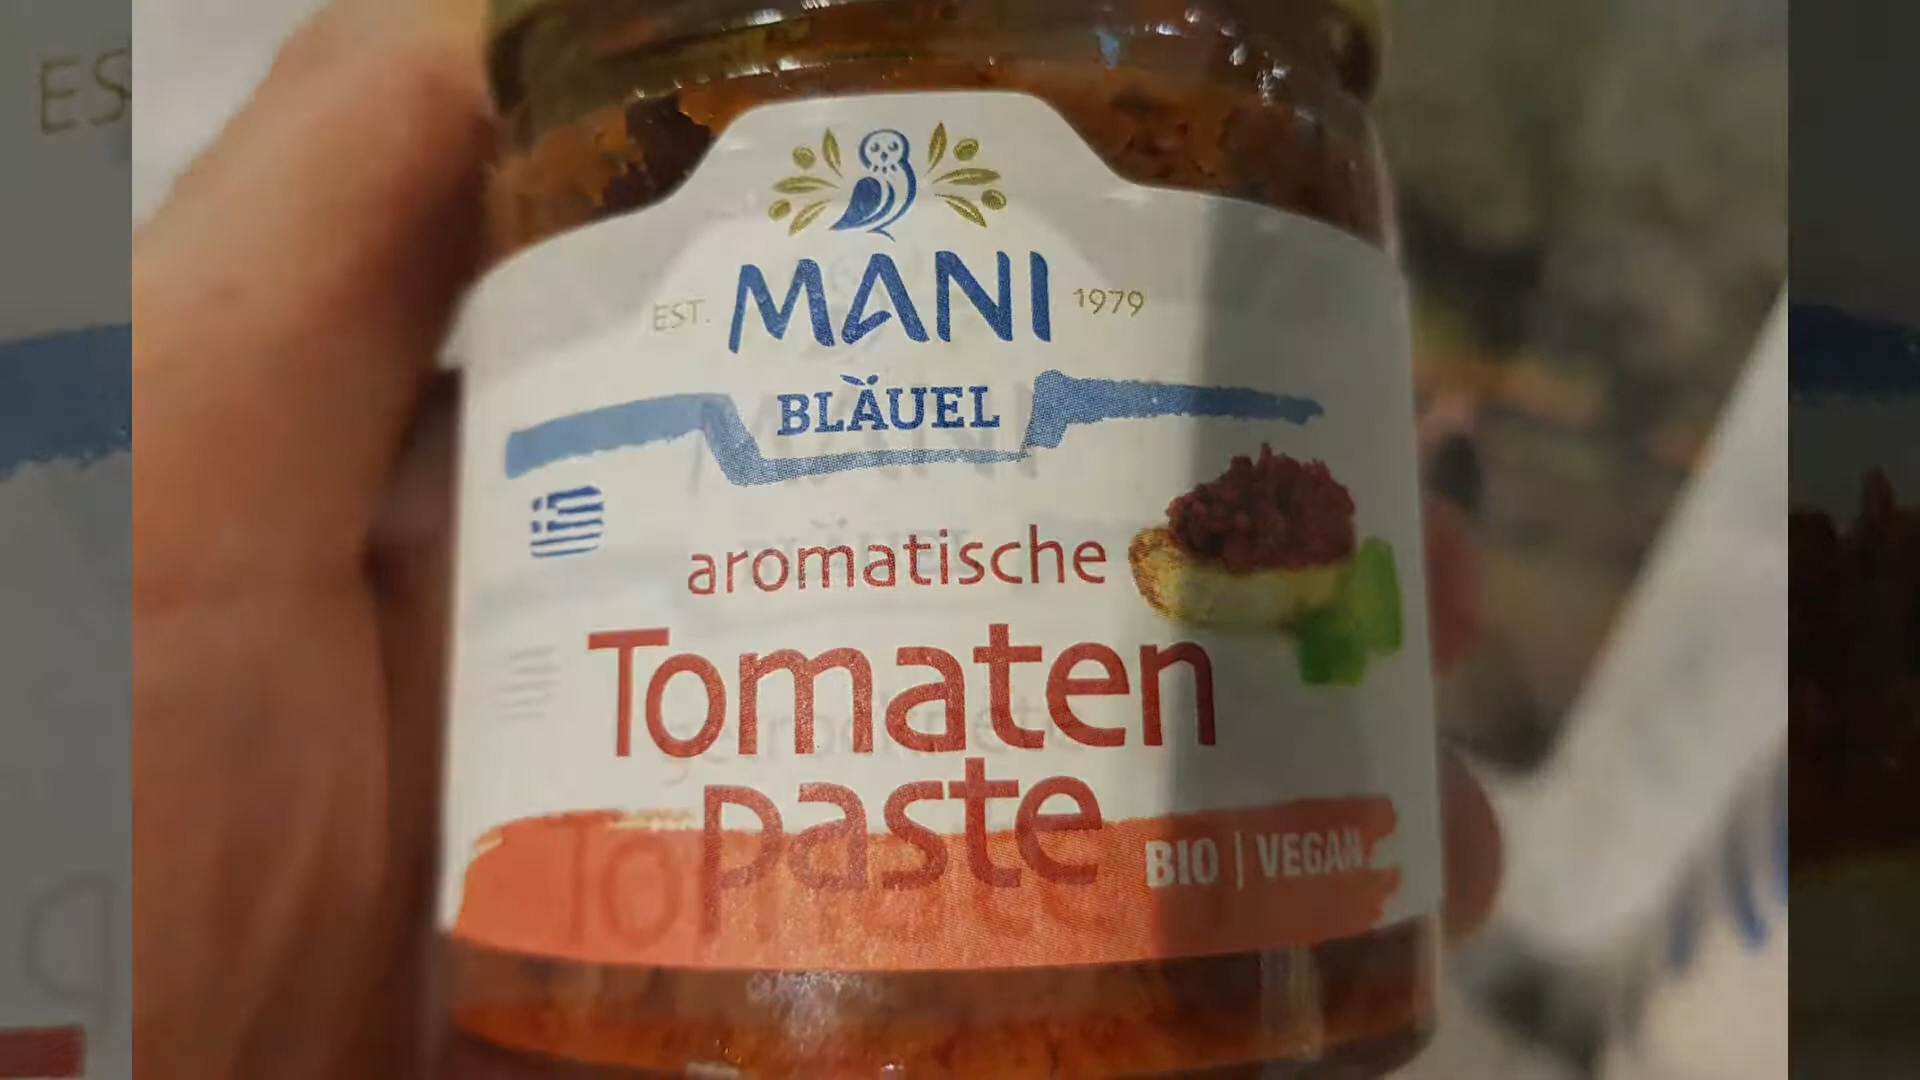 EST. MANI 1979
BLÄUEL
aromatische
Tomaten
paste
BIO | VEGAN